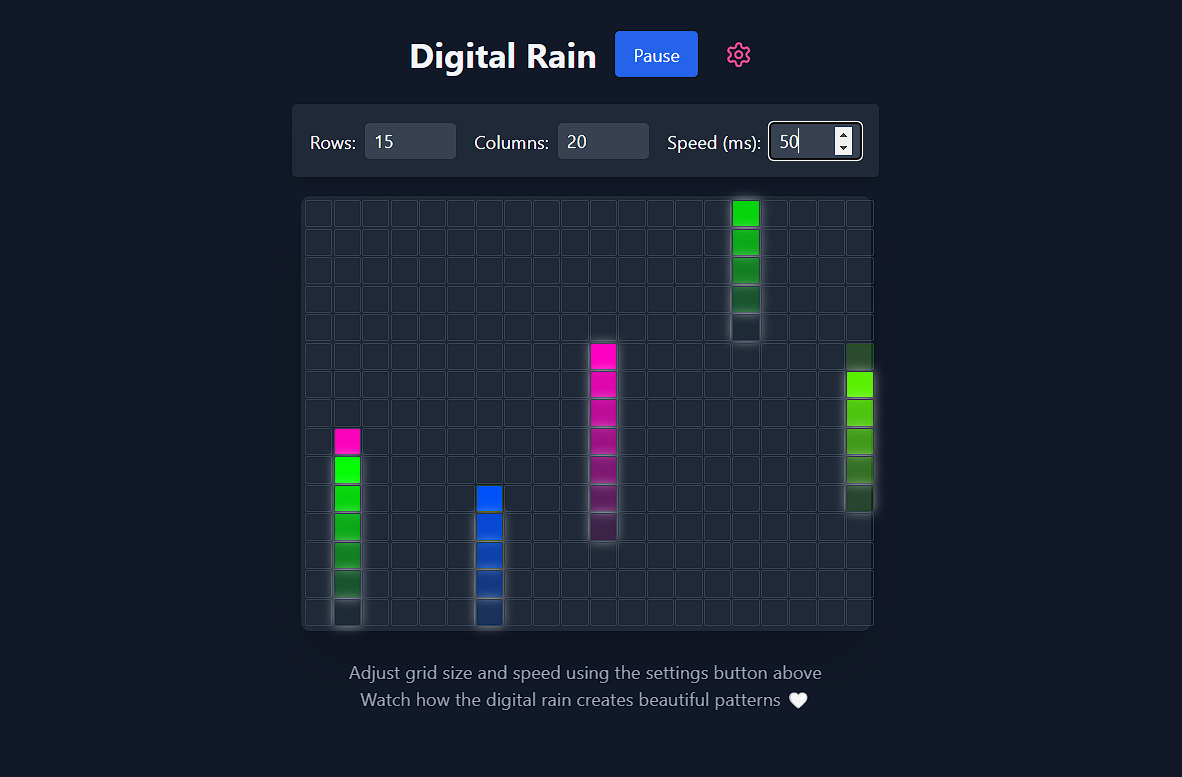 Digital Rain Pause
Rows: 15 Columns: 20 Speed (ms): 50
Adjust grid size and speed using the settings button above
Watch how the digital rain creates beautiful patterns 🤍